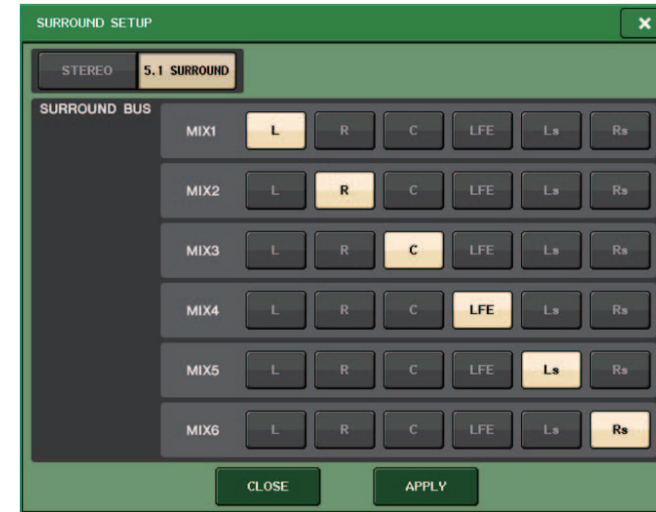 SURROUND SETUP ×
STEREO 5.1 SURROUND
SURROUND BUS
MIX1 L R C LFE Ls Rs
MIX2 L R C LFE Ls Rs
MIX3 L R C LFE Ls Rs
MIX4 L R C LFE Ls Rs
MIX5 L R C LFE Ls Rs
MIX6 L R C LFE Ls Rs
CLOSE APPLY